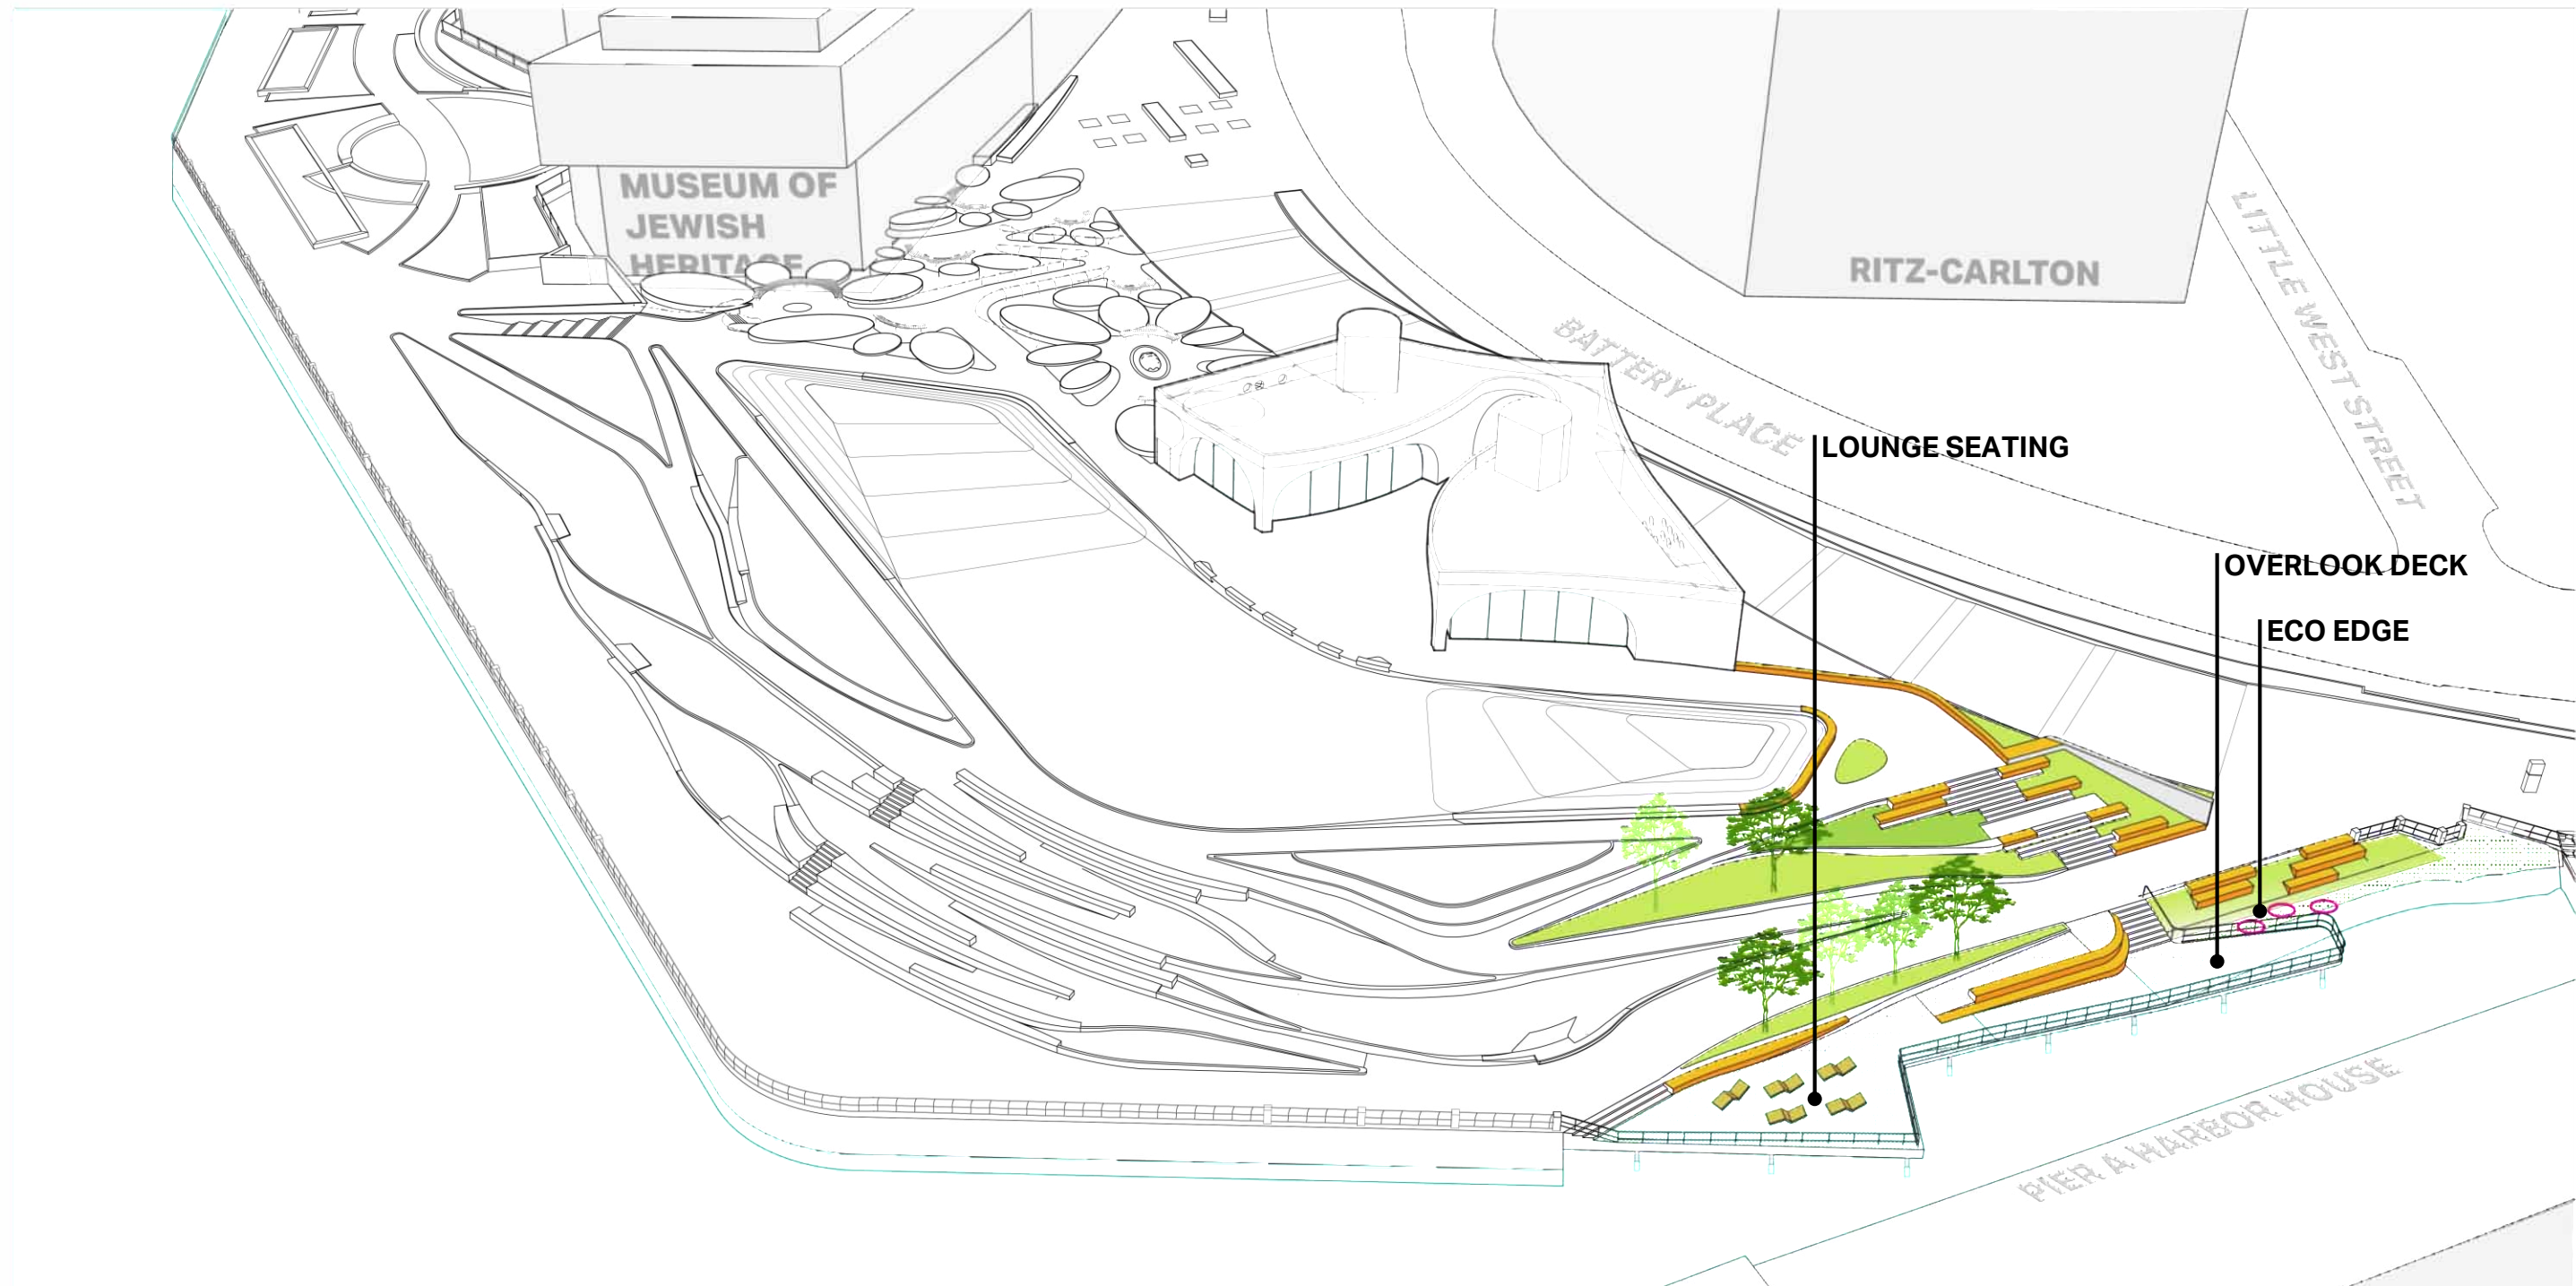 MUSEUM OF
JEWISH
HERITAGE
RITZ-CARLTON
LITTLE WEST STREET
BATTERY PLACE
LOUNGE SEATING
OVERLOOK DECK
ECO EDGE
PIER A HARBOR HOUSE